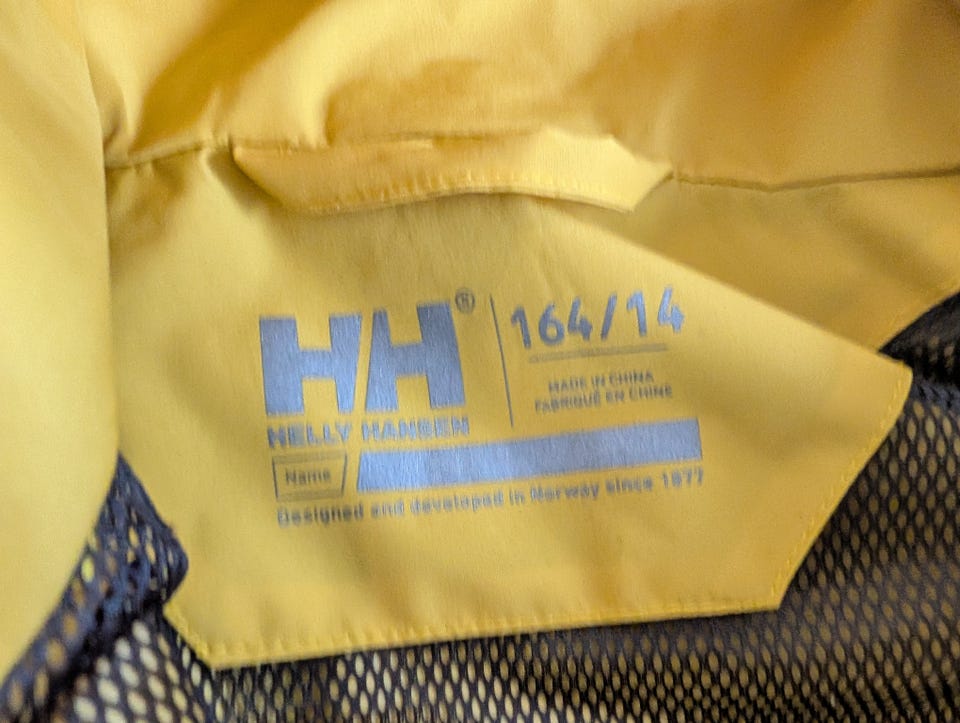 HH®
HELLY HANSEN
164/14
MADE IN CHINA
FABRIQUÉ EN CHINE
Name
Designed and developed in Norway since 1877